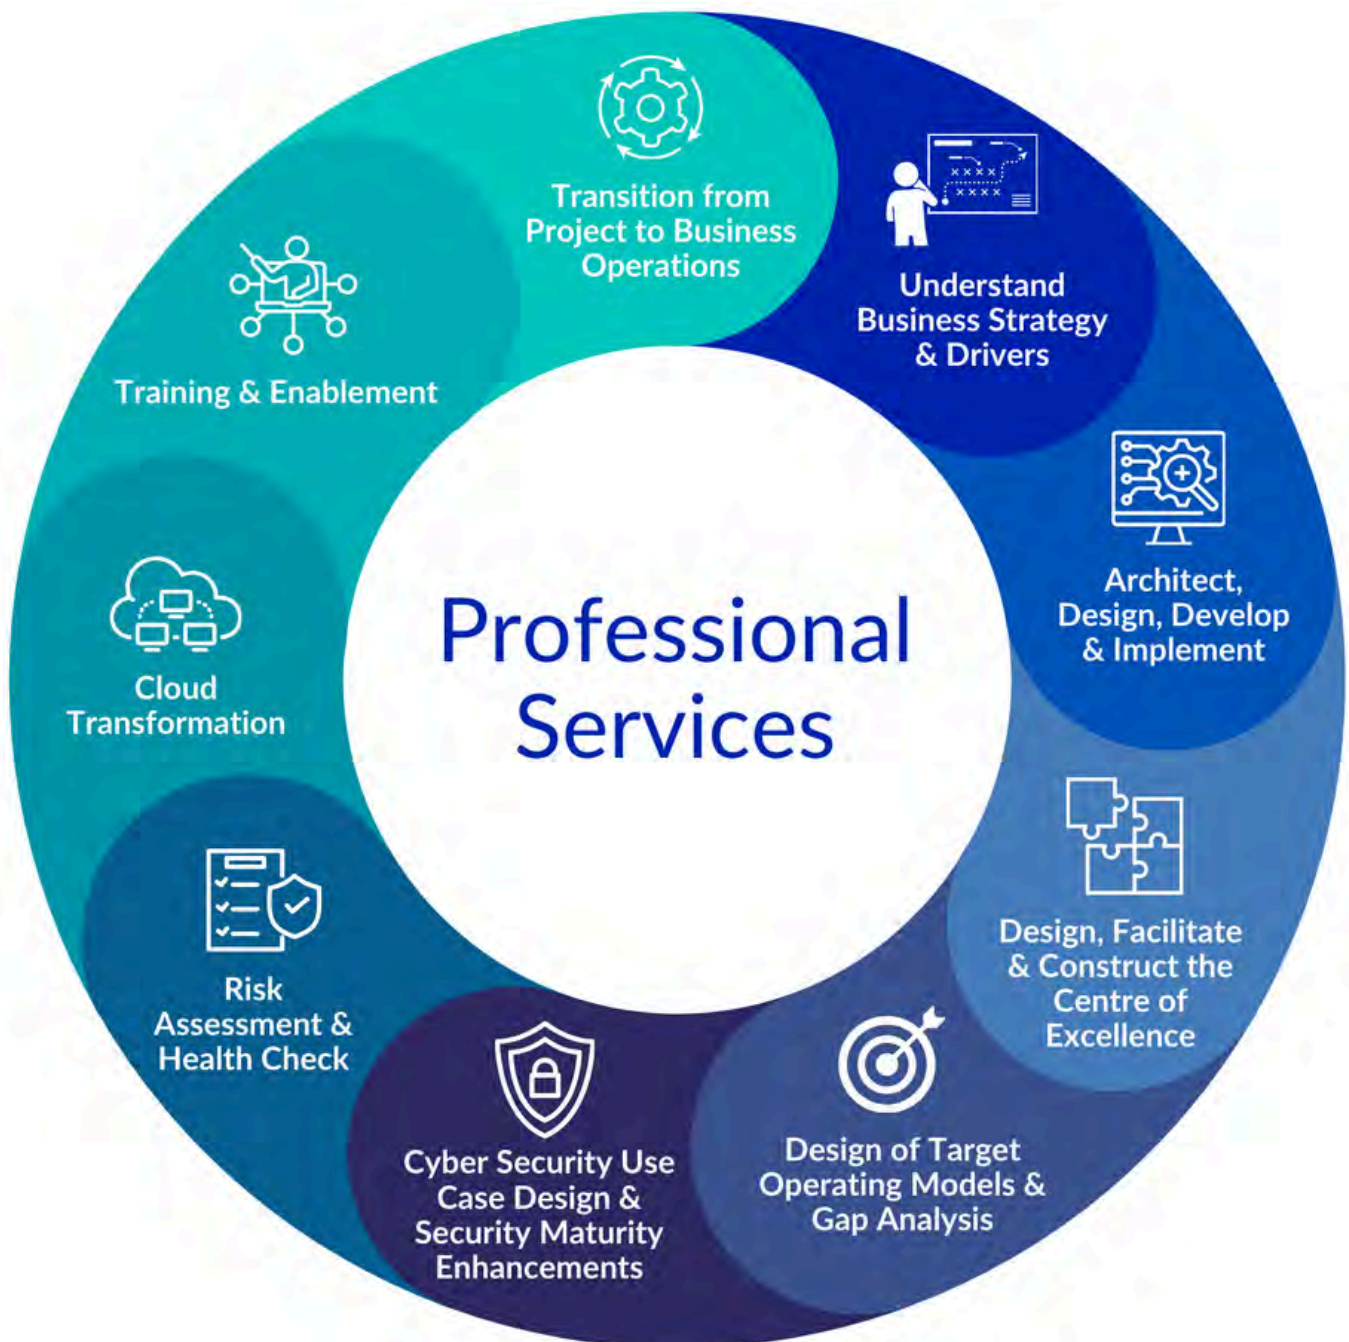 Transition from
Project to Business
Operations
Understand
Business Strategy
& Drivers
Architect,
Design, Develop
& Implement
Design, Facilitate
& Construct the
Centre of
Excellence
Design of Target
Operating Models &
Gap Analysis
Cyber Security Use
Case Design &
Security Maturity
Enhancements
Risk
Assessment &
Health Check
Cloud
Transformation
Training & Enablement
Professional
Services